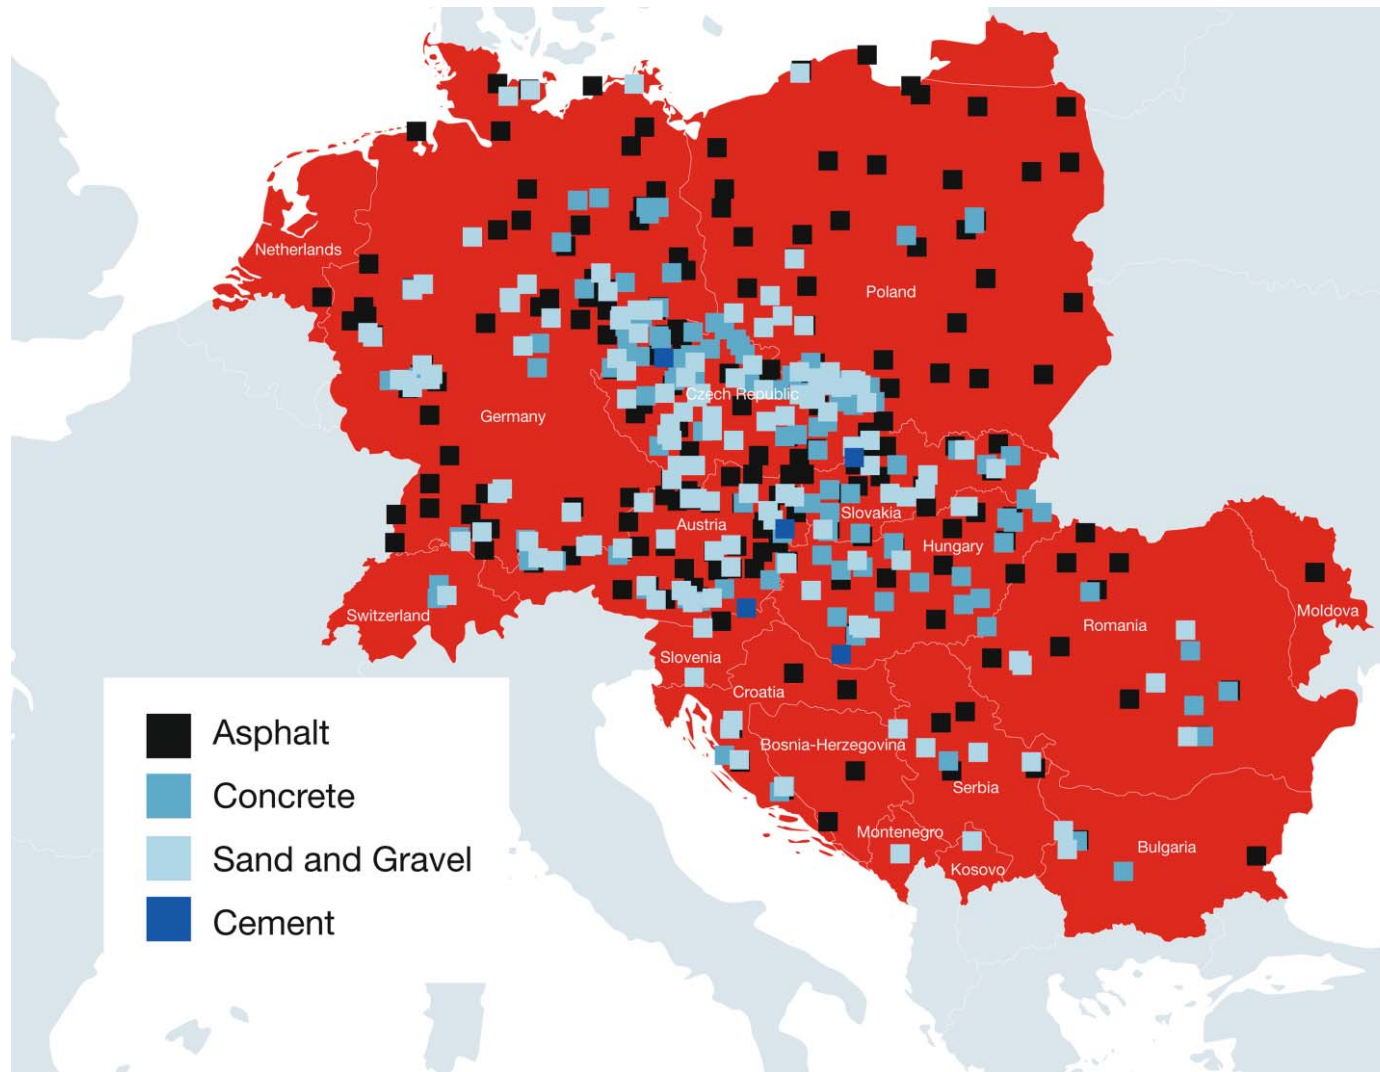 Netherlands
Poland
Germany
Czech Republic
Slovakia
Austria
Hungary
Switzerland
Moldova
Romania
Slovenia
Croatia
Bosnia-Herzegovina
Serbia
Montenegro
Bulgaria
Kosovo
Asphalt
Concrete
Sand and Gravel
Cement